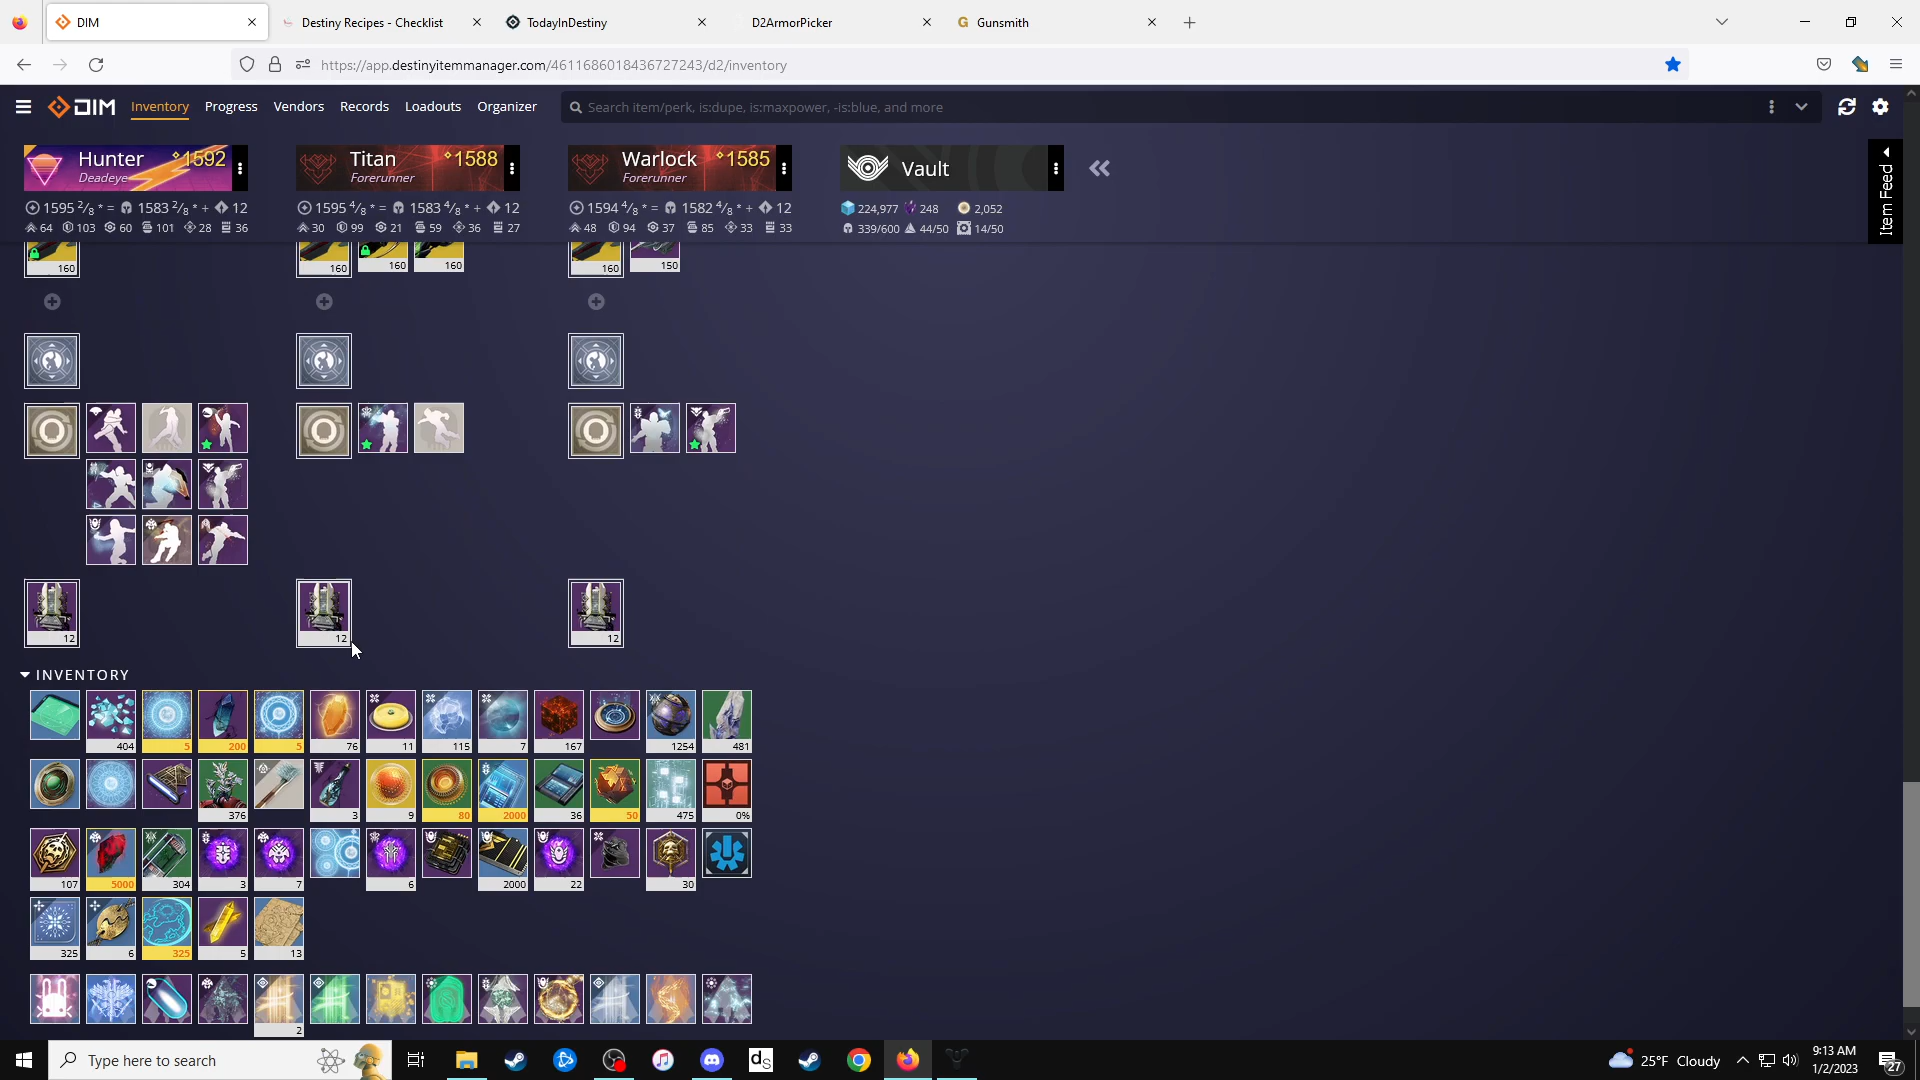 DIM
Destiny Recipes - Checklist
TodayInDestiny
D2ArmorPicker
G Gunsmith
https://app.destinyitemmanager.com/4611686018436727243/d2/inventory
DIM
Inventory
Progress
Vendors
Records
Loadouts
Organizer
Search item/perk, is:dupe, is:maxpower, -is:blue, and more
Hunter 1592
Deadeye
Titan 1588
Forerunner
Warlock 1585
Forerunner
Vault
Item Feed
1595 2/8 * = 1583 2/8 * + 12
64 103 60 101 28 36
1595 4/8 * = 1583 4/8 * + 12
30 99 21 59 36 27
1594 4/8 * = 1582 4/8 * + 12
48 94 37 85 33 33
224,977 248 2,052
339/600 44/50 14/50
160
160 160 160
160 150
12
12
12
INVENTORY
404 5 200 5 76 11 115 7 167 1254 481
376 3 9 80 2000 36 50 475 0%
107 5000 304 3 7 6 2000 22 30
325 6 325 5 13
2
Type here to search
ds
25°F Cloudy
9:13 AM
1/2/2023
27